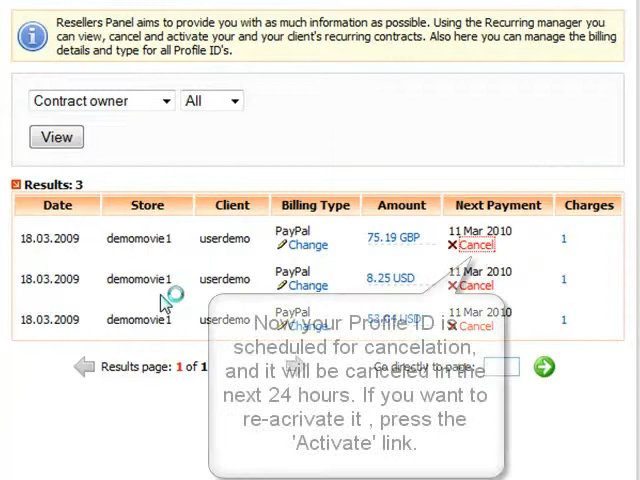 Resellers Panel aims to provide you with as much information as possible. Using the Recurring manager you
can view, cancel and activate your and your client's recurring contracts. Also here you can manage the billing
details and type for all Profile ID's.
Contract owner All
View
Results: 3
Date Store Client Billing Type Amount Next Payment Charges
18.03.2009 demomovie1 userdemo PayPal Change 75.19 GBP 11 Mar 2010 Cancel 1
18.03.2009 demomovie1 userdemo PayPal Change 8.25 USD 11 Mar 2010 Cancel 1
18.03.2009 demomovie1 userdemo PayPal Change USD 11 Mar 2010 Cancel 1
Results page: 1 of 1 Go directly to page:
Now your Profile ID is
scheduled for cancelation,
and it will be canceled in the
next 24 hours. If you want to
re-acrivate it , press the
'Activate' link.